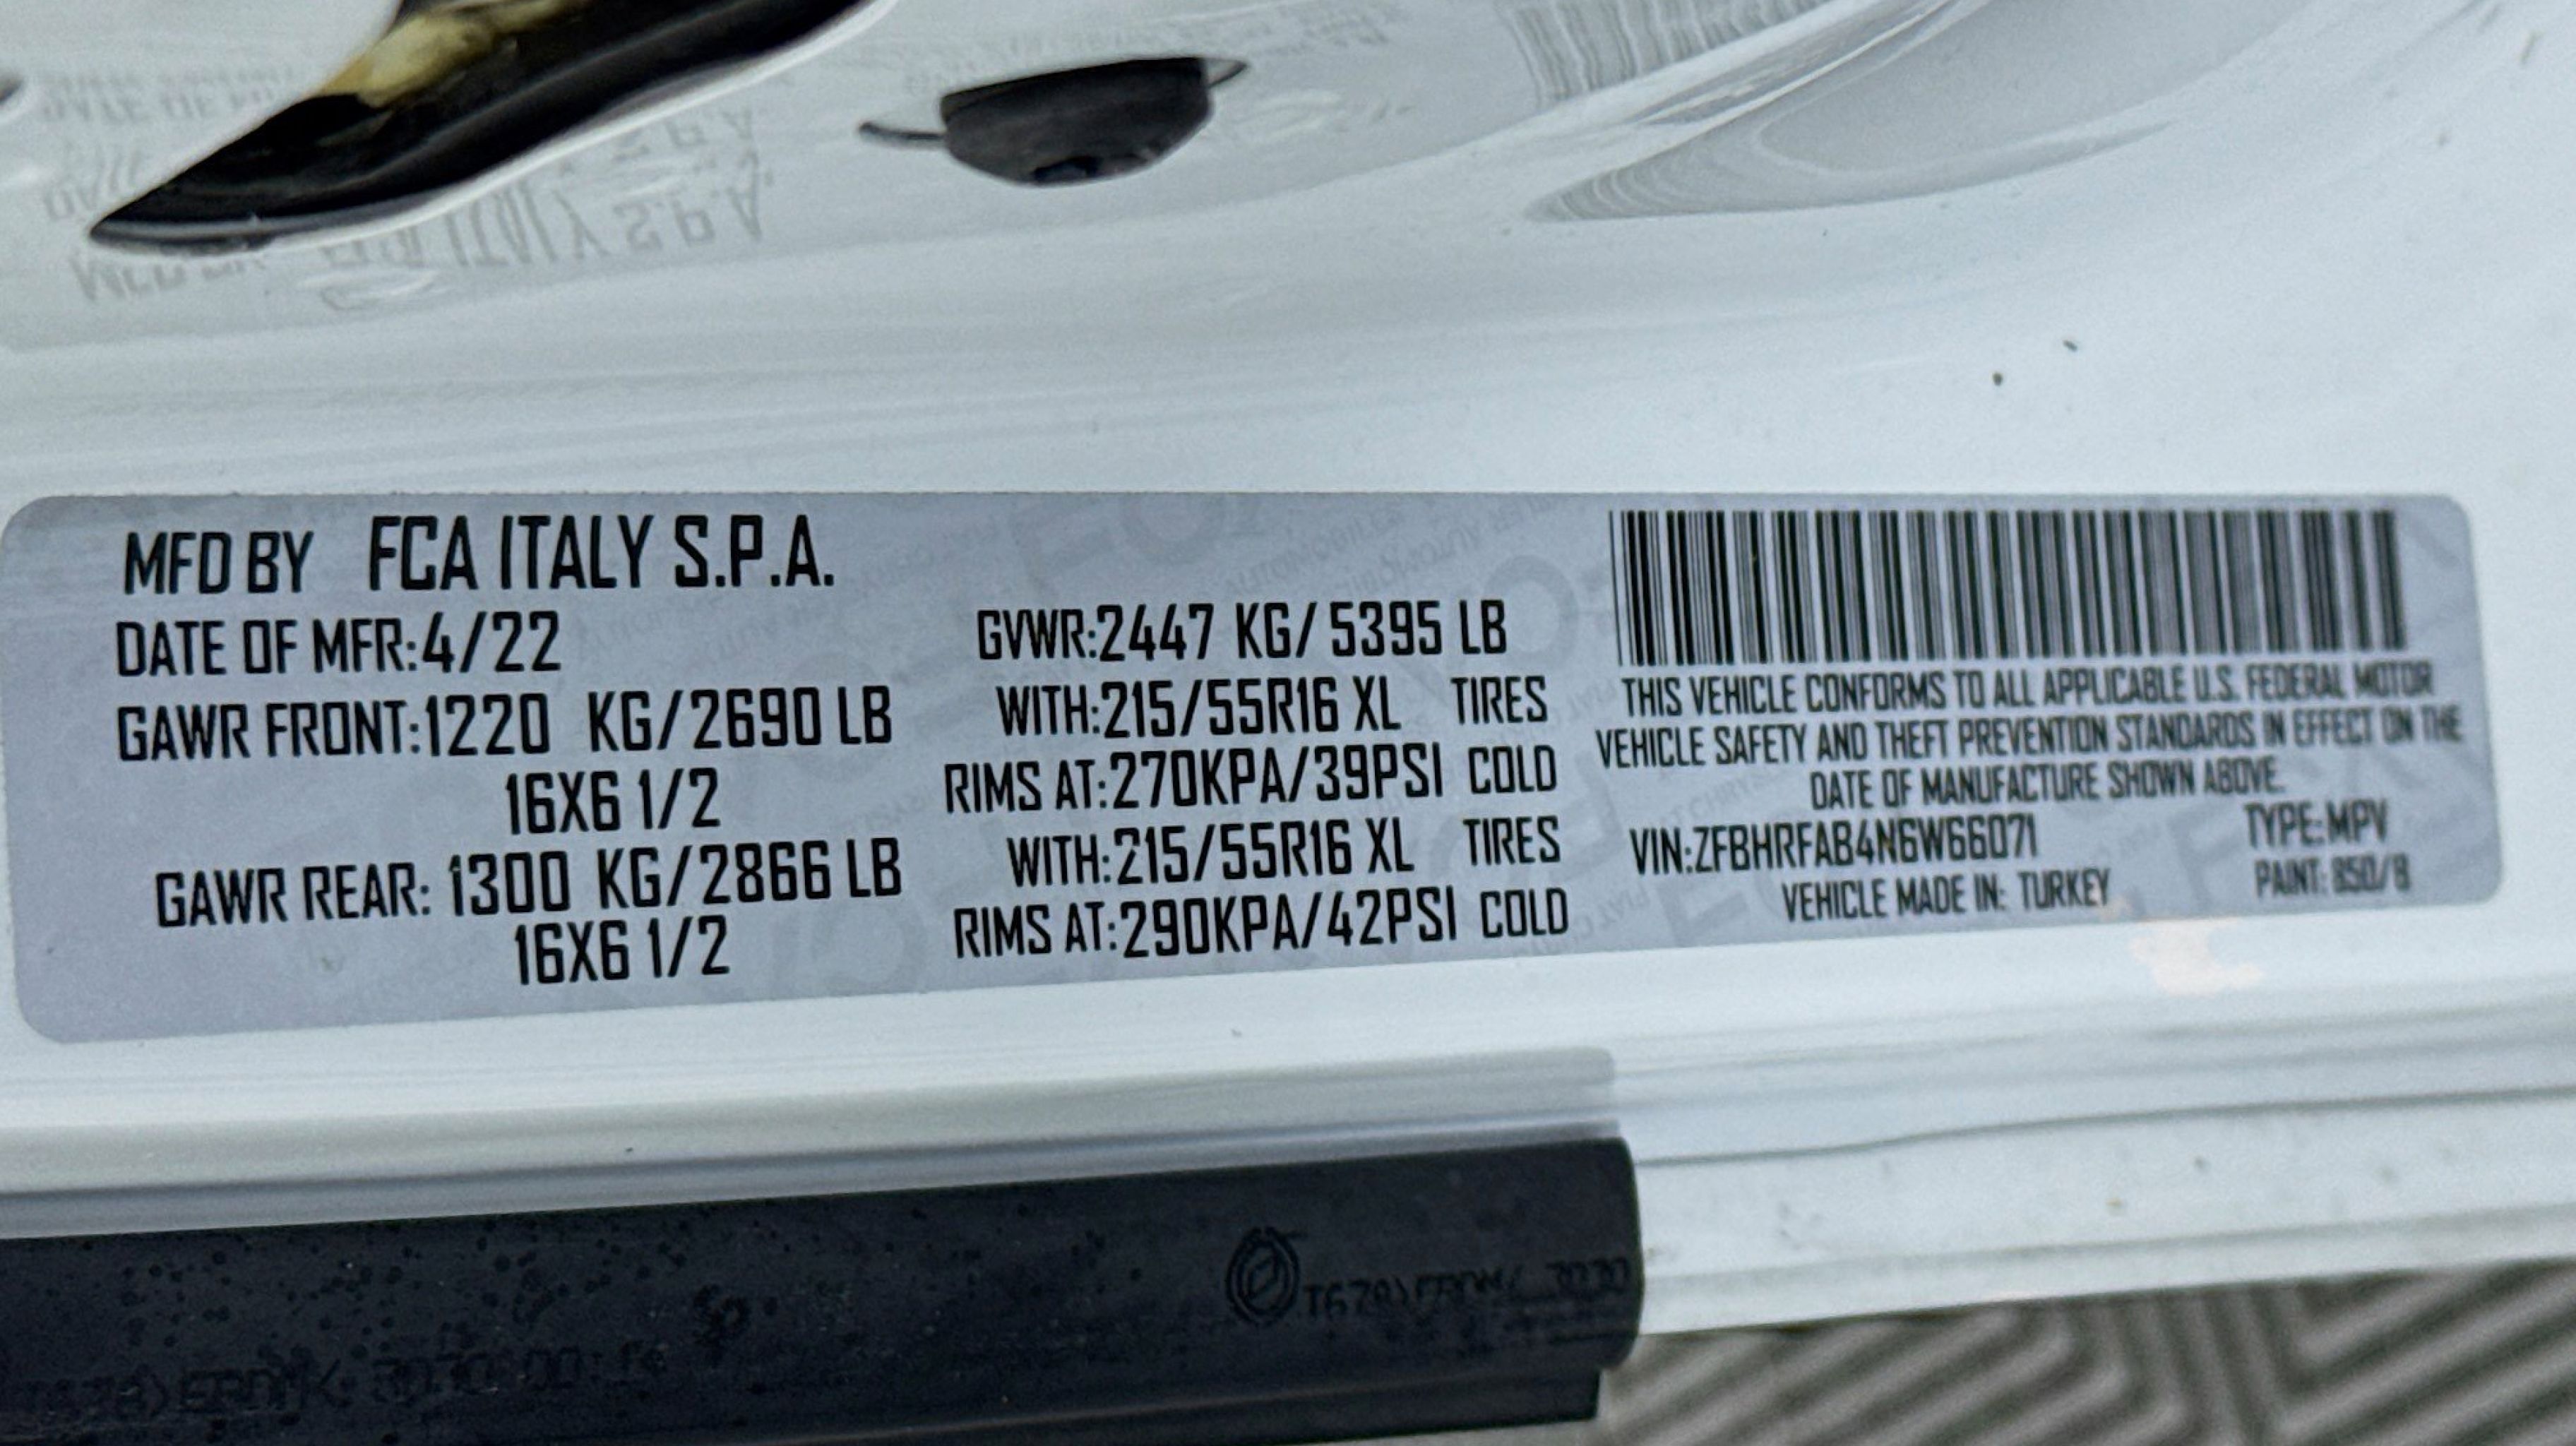 MFD BY FCA ITALY S.P.A.
DATE OF MFR:4/22
GAWR FRONT:1220 KG/2690 LB
16X6 1/2
GAWR REAR: 1300 KG/2866 LB
16X6 1/2
GVWR:2447 KG/ 5395 LB
WITH:215/55R16 XL TIRES
RIMS AT:270KPA/39PSI COLD
WITH:215/55R16 XL TIRES
RIMS AT:290KPA/42PSI COLD
THIS VEHICLE CONFORMS TO ALL APPLICABLE U.S. FEDERAL MOTOR
VEHICLE SAFETY AND THEFT PREVENTION STANDARDS IN EFFECT ON THE
DATE OF MANUFACTURE SHOWN ABOVE.
VIN:ZFBHRFAB4N6W66071 TYPE:MPV
VEHICLE MADE IN: TURKEY PAINT: 850/8